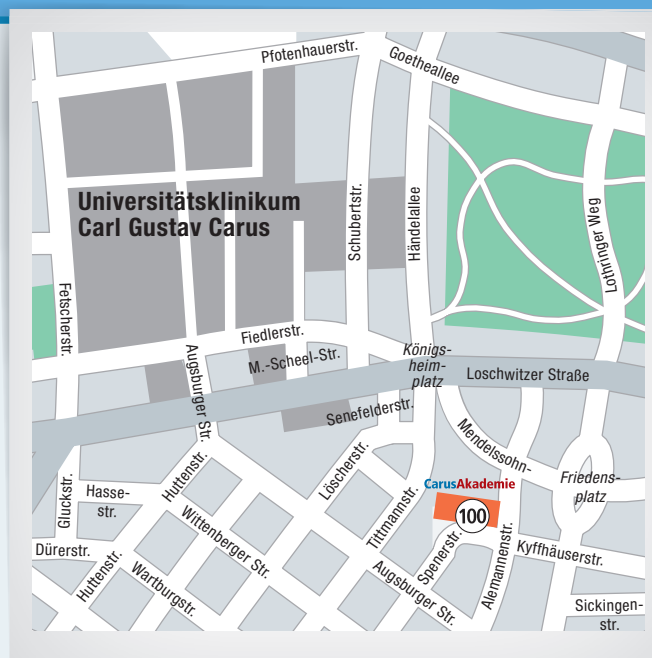 Pfotenhauerstr.
Goetheallee
Universitätsklinikum
Carl Gustav Carus
Schubertstr.
Händelallee
Lothringer Weg
Fetscherstr.
Fiedlerstr.
M.-Scheel-Str.
Augsburger Str.
Königs-
heim-
platz
Loschwitzer Straße
Senefelderstr.
Mendelssohn-
Löscherstr.
Huttenstr.
Gluckstr.
Hasse-
str.
Wittenberger Str.
Tittmannstr.
CarusAkademie
100
Friedens-
platz
Dürerstr.
Huttenstr.
Wartburgstr.
Augsburger Str.
Spenerstr.
Alemannenstr.
Kyffhäuserstr.
Sickingen-
str.